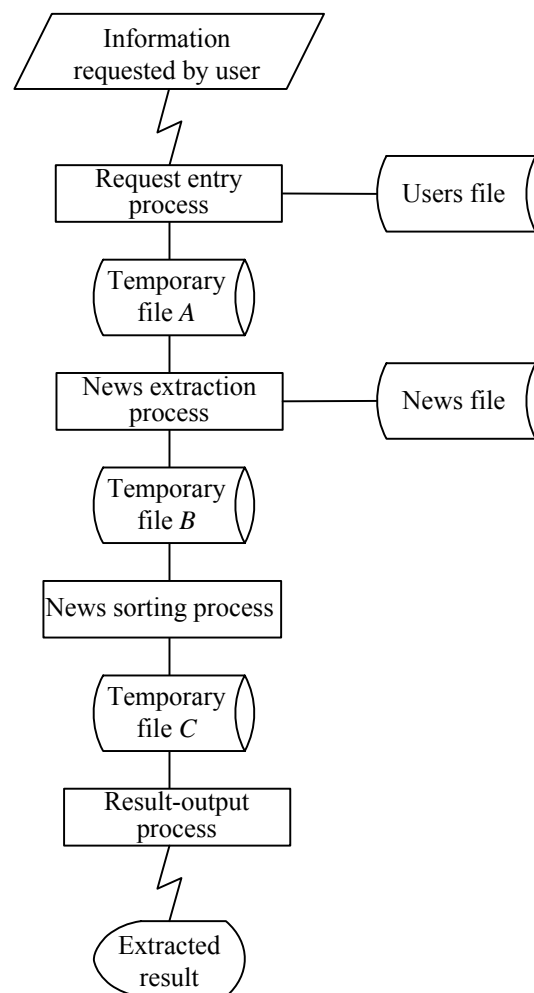 Information
requested by user
Request entry
process
Users file
Temporary
file A
News extraction
process
News file
Temporary
file B
News sorting process
Temporary
file C
Result-output
process
Extracted
result